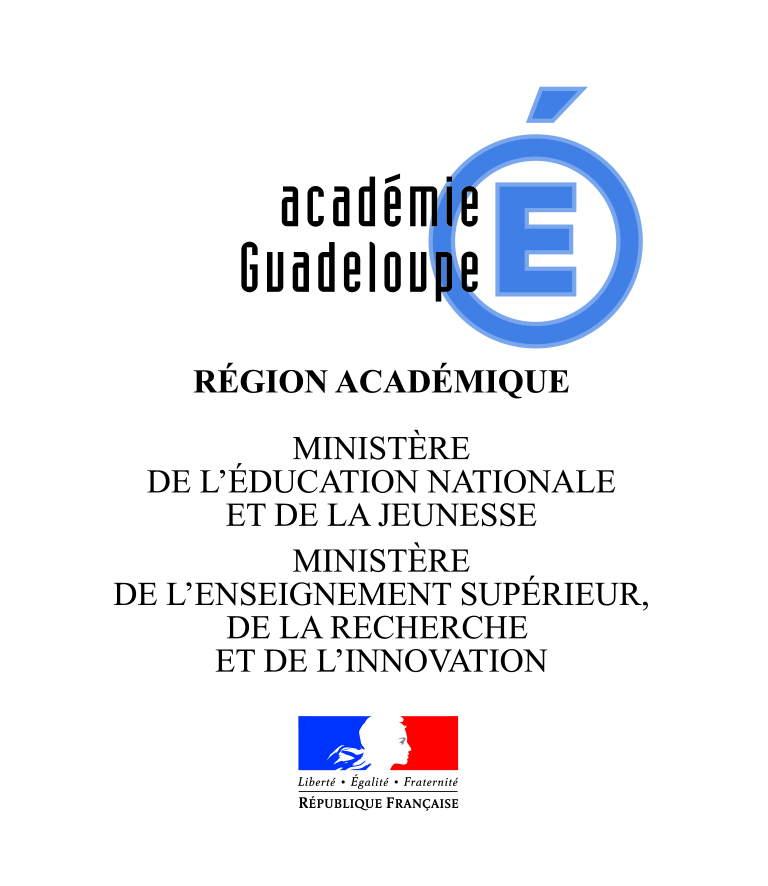 académie
Guadeloupe
É
RÉGION ACADÉMIQUE
MINISTÈRE
DE L’ÉDUCATION NATIONALE
ET DE LA JEUNESSE
MINISTÈRE
DE L’ENSEIGNEMENT SUPÉRIEUR,
DE LA RECHERCHE
ET DE L’INNOVATION
Liberté • Égalité • Fraternité
RÉPUBLIQUE FRANÇAISE